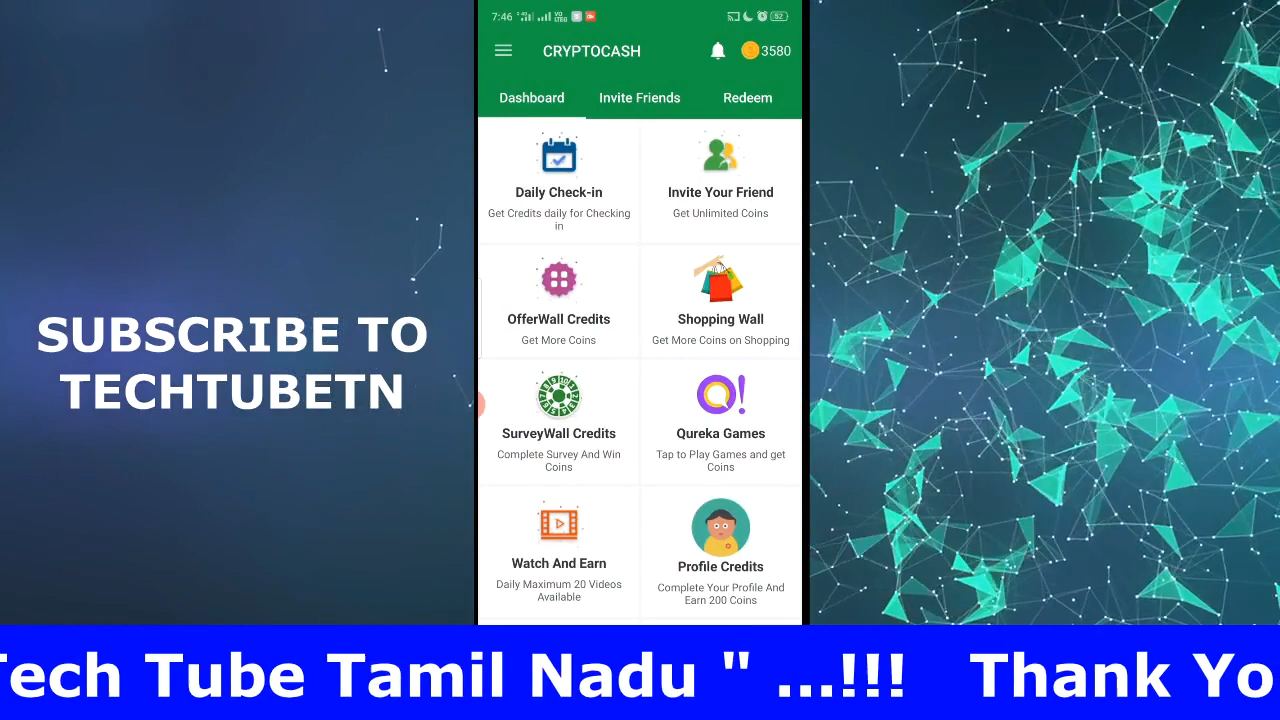 SUBSCRIBE TO
TECHTUBETN
7:46
52
CRYPTOCASH
3580
Dashboard
Invite Friends
Redeem
Daily Check-in
Get Credits daily for Checking
in
Invite Your Friend
Get Unlimited Coins
OfferWall Credits
Get More Coins
Shopping Wall
Get More Coins on Shopping
SurveyWall Credits
Complete Survey And Win
Coins
Qureka Games
Tap to Play Games and get
Coins
Watch And Earn
Daily Maximum 20 Videos
Available
Profile Credits
Complete Your Profile And
Earn 200 Coins
Tech Tube Tamil Nadu " ...!!! Thank Yo